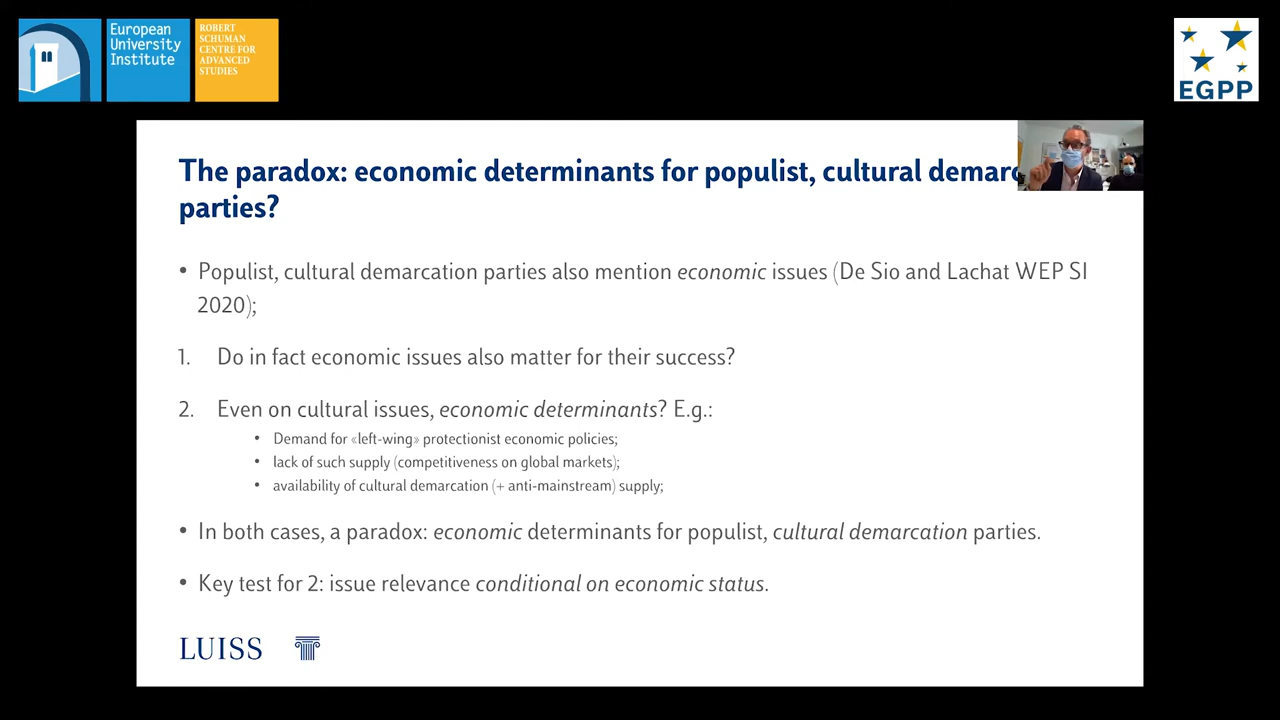 European
University
Institute
ROBERT
SCHUMAN
CENTRE FOR
ADVANCED
STUDIES
EGPP
The paradox: economic determinants for populist, cultural
parties?
• Populist, cultural demarcation parties also mention economic issues (De Sio and Lachat WEP SI
2020);
1. Do in fact economic issues also matter for their success?
2. Even on cultural issues, economic determinants? E.g.:
• Demand for «left-wing» protectionist economic policies;
• lack of such supply (competitiveness on global markets);
• availability of cultural demarcation (+ anti-mainstream) supply;
• In both cases, a paradox: economic determinants for populist, cultural demarcation parties.
• Key test for 2: issue relevance conditional on economic status.
LUISS